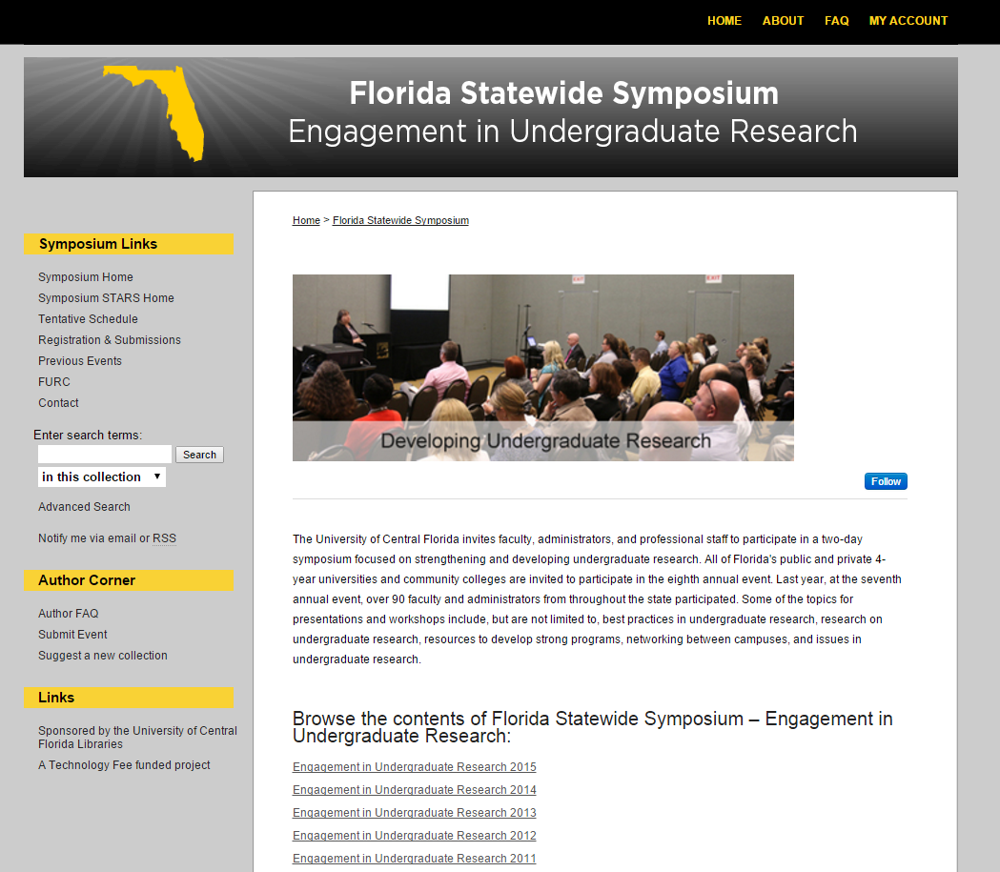 HOME ABOUT FAQ MY ACCOUNT
Florida Statewide Symposium
Engagement in Undergraduate Research
Symposium Links
Symposium Home
Symposium STARS Home
Tentative Schedule
Registration & Submissions
Previous Events
FURC
Contact
Enter search terms:
Search
in this collection
Advanced Search
Notify me via email or RSS
Author Corner
Author FAQ
Submit Event
Suggest a new collection
Links
Sponsored by the University of Central
Florida Libraries
A Technology Fee funded project
Home > Florida Statewide Symposium
EXIT
EXIT
Developing Undergraduate Research
Follow
The University of Central Florida invites faculty, administrators, and professional staff to participate in a two-day
symposium focused on strengthening and developing undergraduate research. All of Florida's public and private 4-
year universities and community colleges are invited to participate in the eighth annual event. Last year, at the seventh
annual event, over 90 faculty and administrators from throughout the state participated. Some of the topics for
presentations and workshops include, but are not limited to, best practices in undergraduate research, research on
undergraduate research, resources to develop strong programs, networking between campuses, and issues in
undergraduate research.
Browse the contents of Florida Statewide Symposium – Engagement in
Undergraduate Research:
Engagement in Undergraduate Research 2015
Engagement in Undergraduate Research 2014
Engagement in Undergraduate Research 2013
Engagement in Undergraduate Research 2012
Engagement in Undergraduate Research 2011